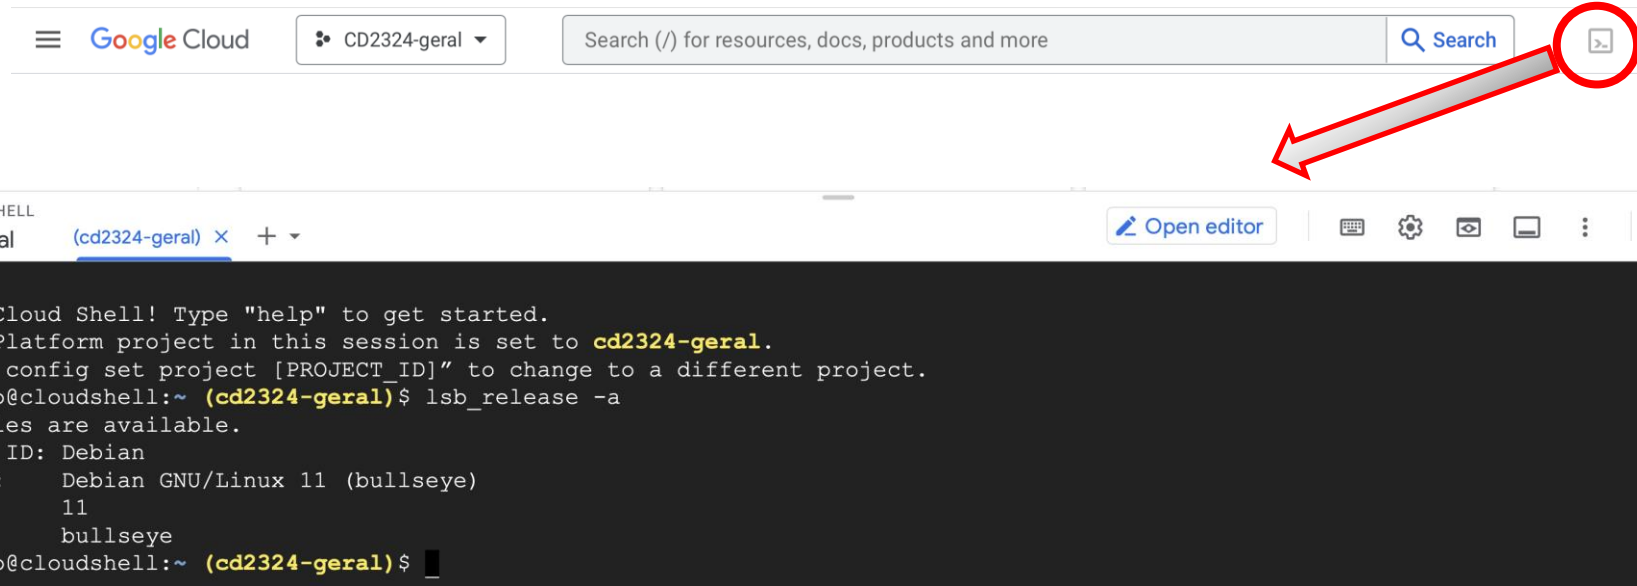 Google Cloud
CD2324-geral
Search (/) for resources, docs, products and more
Search
(cd2324-geral)
Open editor
Cloud Shell! Type "help" to get started.
Platform project in this session is set to cd2324-geral.
config set project [PROJECT_ID]” to change to a different project.
@cloudshell:~ (cd2324-geral)$ lsb_release -a
are available.
ID: Debian
Debian GNU/Linux 11 (bullseye)
11
bullseye
@cloudshell:~ (cd2324-geral)$